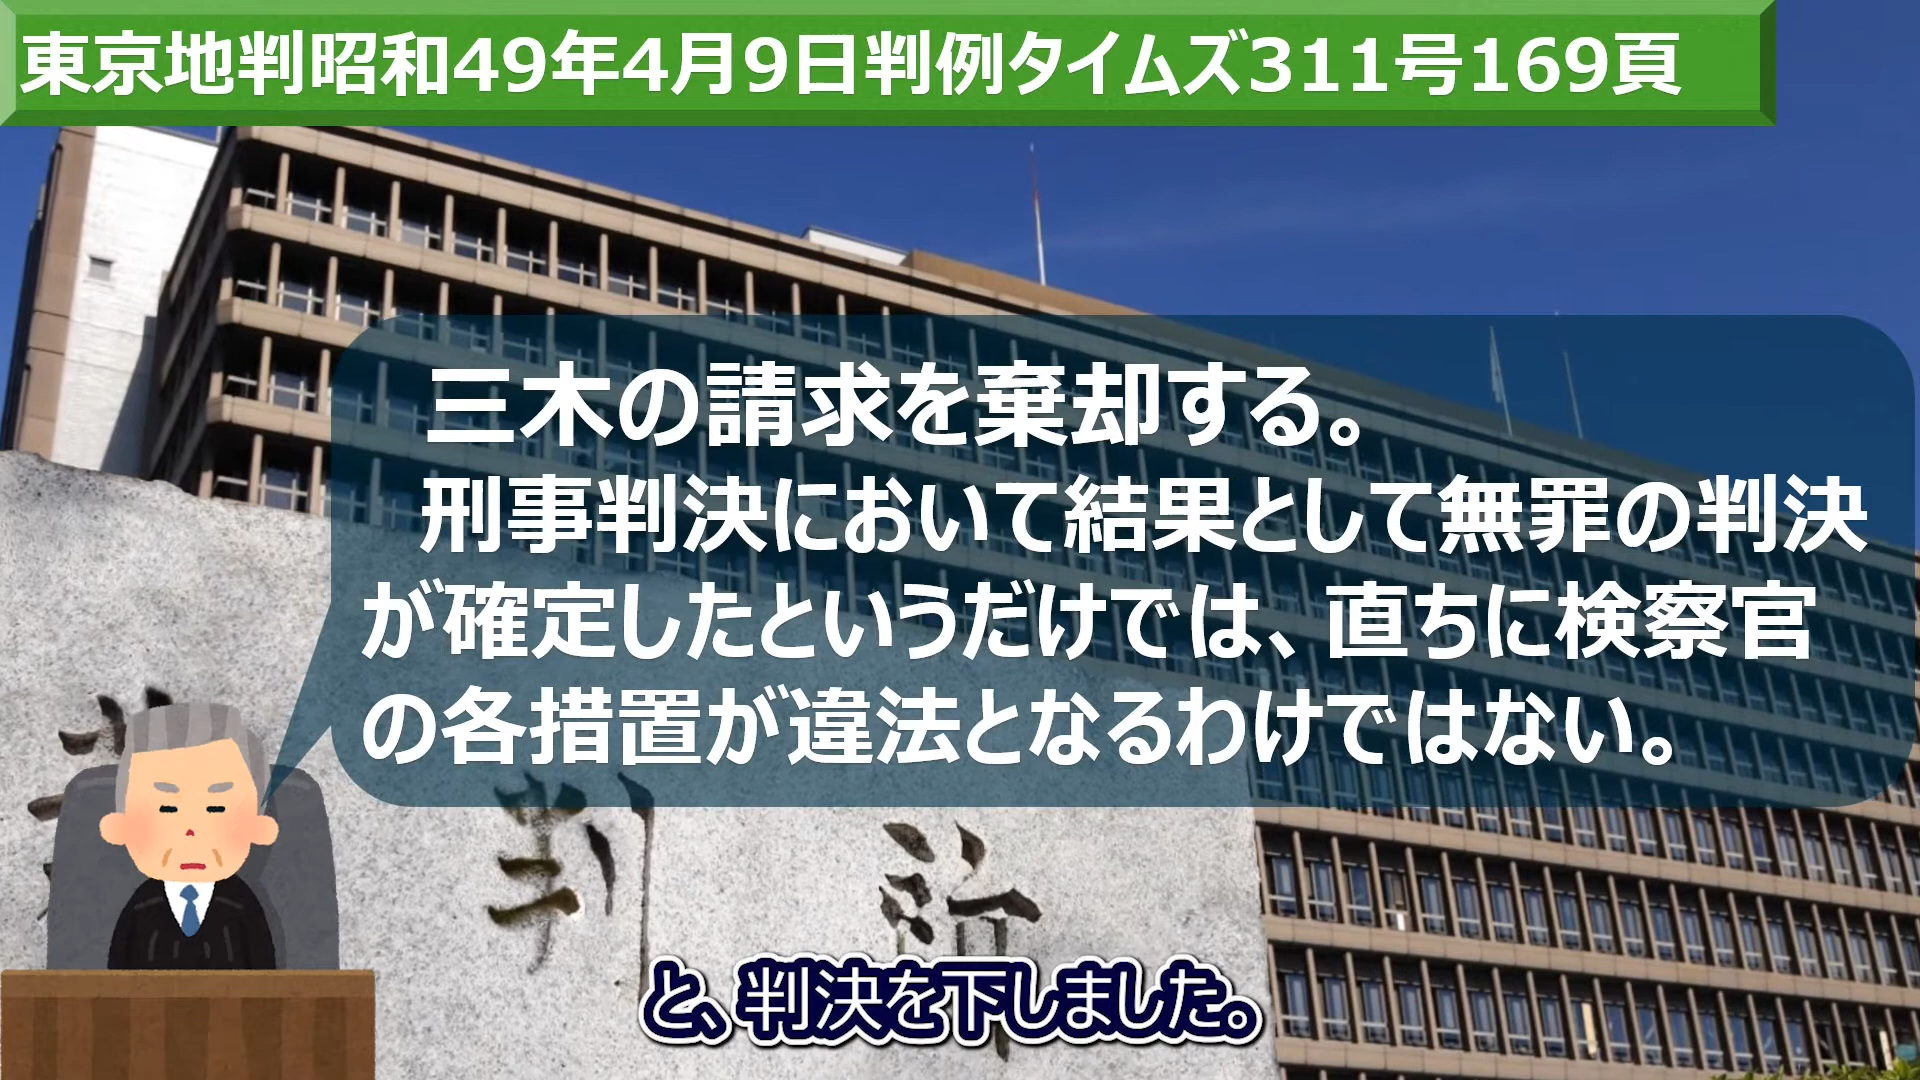 東京地判昭和49年4月9日判例タイムズ311号169頁
三木の請求を棄却する。
刑事判決において結果として無罪の判決
が確定したというだけでは、直ちに検察官
の各措置が違法となるわけではない。
判
と、判決を下しました。